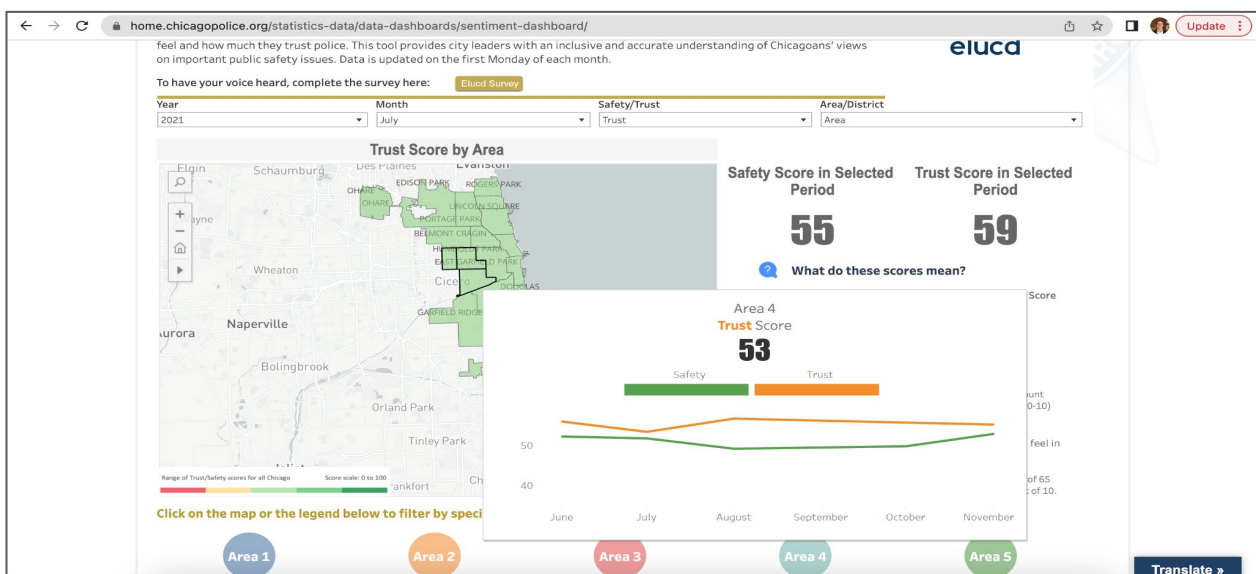 home.chicagopolice.org/statistics-data/data-dashboards/sentiment-dashboard/
Update
feel and how much they trust police. This tool provides city leaders with an inclusive and accurate understanding of Chicagoans' views
on important public safety issues. Data is updated on the first Monday of each month.
elucd
To have your voice heard, complete the survey here: Elucd Survey
Year Month Safety/Trust Area/District
2021 July Trust Area
Trust Score by Area
Elgin Schaumburg Des Plaines Evanston
OHARE EDISON PARK ROGERS PARK
OHARE LINCOLN SQUARE
PORTAGE PARK
BELMONT CRAGIN
HUMBOLDT PARK
EAST GARFIELD PARK
Wheaton
Cicero
DOUGLAS
GARFIELD RIDGE
Naperville
Aurora
Bolingbrook
Orland Park
Tinley Park
Joliet
Frankfort Ch
Range of Trust/Safety scores for all Chicago Score scale: 0 to 100
Safety Score in Selected Period
55
Trust Score in Selected Period
59
? What do these scores mean?
Score
Area 4
Trust Score
53
Safety Trust
50
40
June July August September October November
0-10)
feel in
of 65
of 10.
Click on the map or the legend below to filter by speci
Area 1 Area 2 Area 3 Area 4 Area 5
Translate »